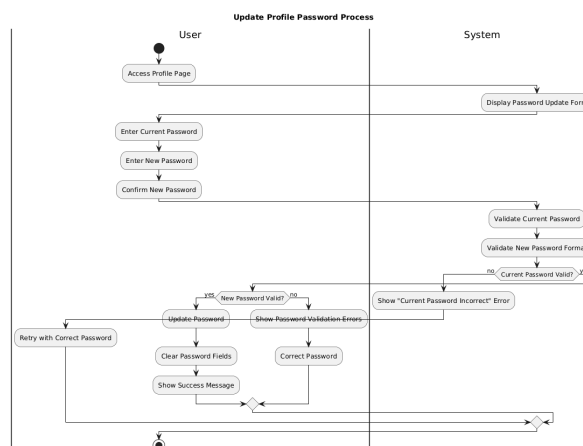 Update Profile Password Process
User
System
Access Profile Page
Display Password Update For
Enter Current Password
Enter New Password
Confirm New Password
Validate Current Password
Validate New Password Forma
no
Current Password Valid?
y
yes
New Password Valid?
no
Show "Current Password Incorrect" Error
Update Password
Show Password Validation Errors
Retry with Correct Password
Clear Password Fields
Correct Password
Show Success Message